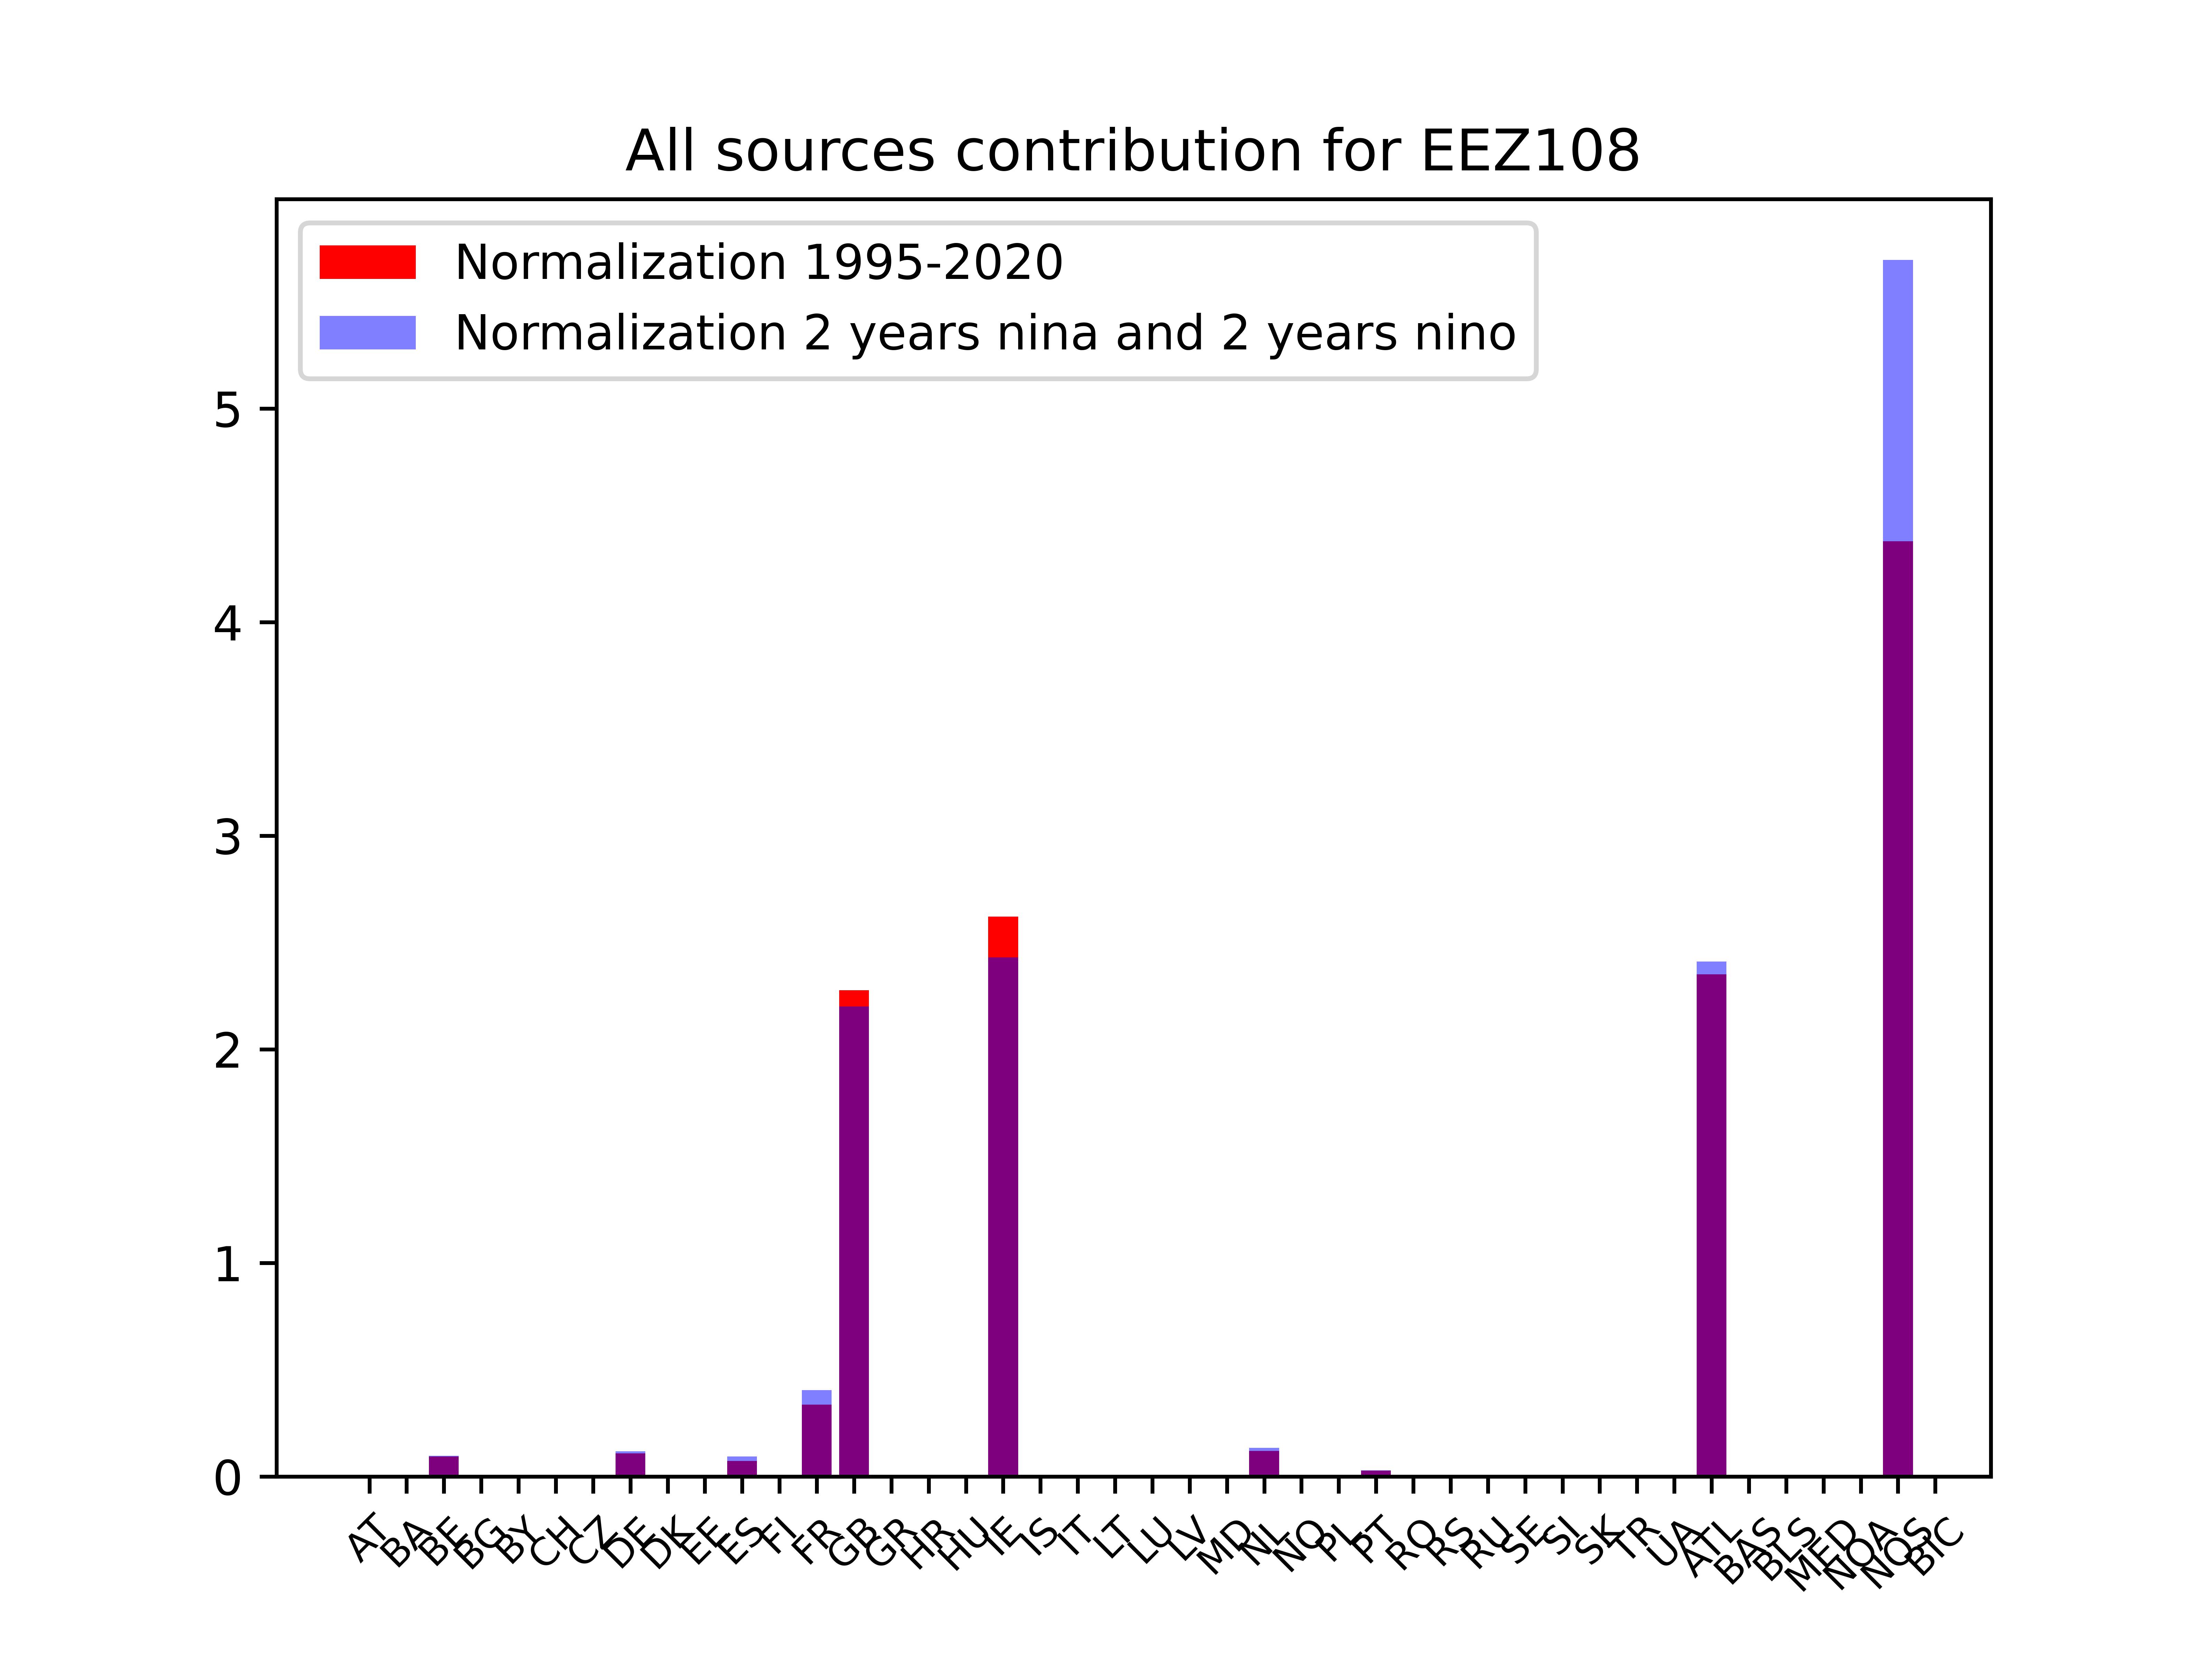 All sources contribution for EEZ108
Normalization 1995-2020
Normalization 2 years nina and 2 years nino
5
4
3
2
1
0
AT BA BE BG BY CH CZ DE DK EE ES FI FR GB GR HR HU IE IS IT LT LU LV MD NL NO PL PT RO RS RU SE SI SK TR UA ATL BAS BLS MED NOA NOS BIC